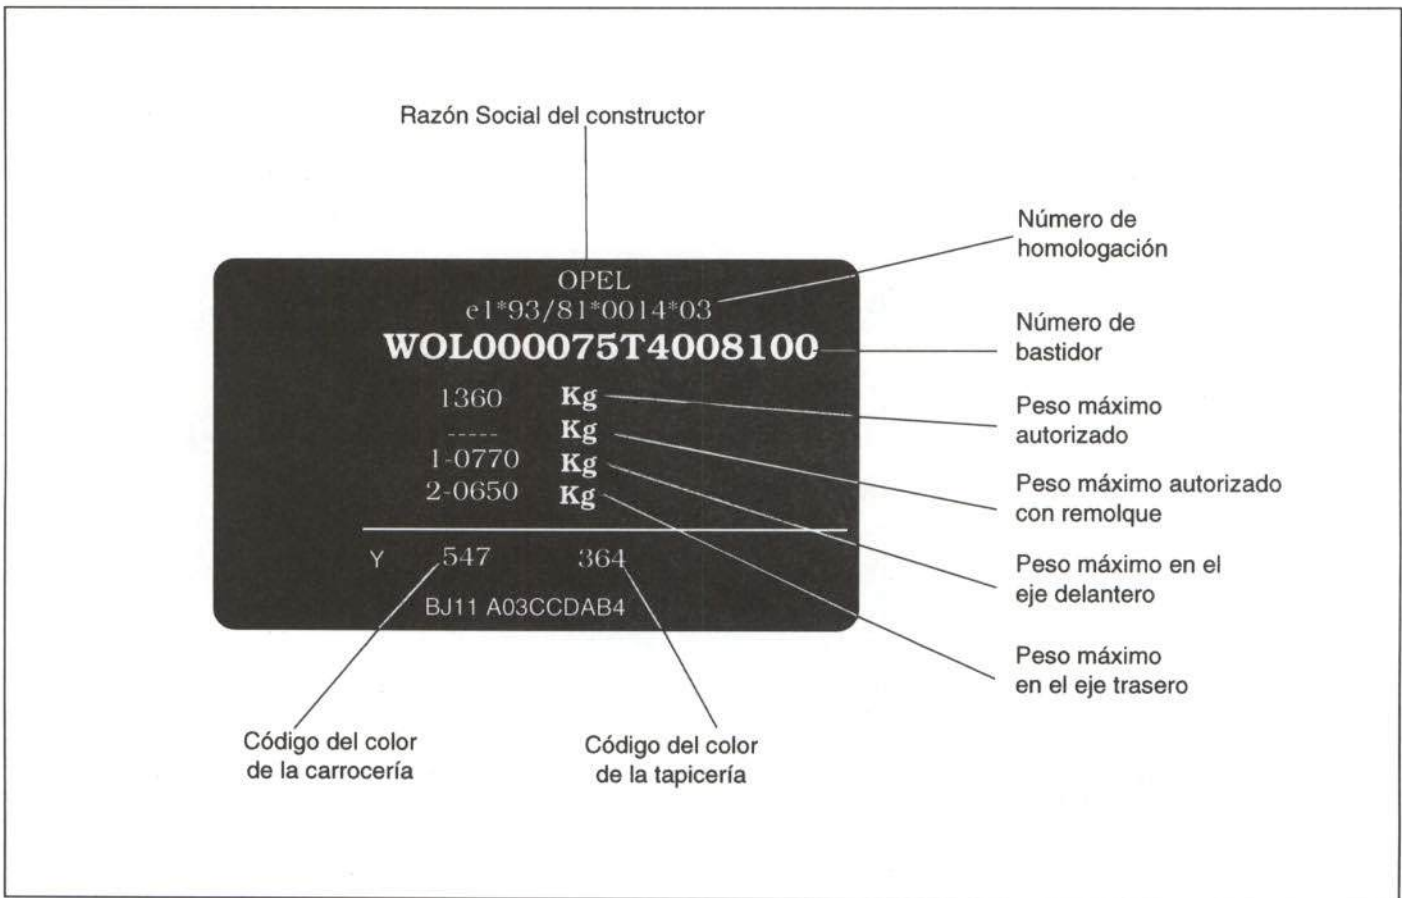 Razón Social del constructor
Número de
homologación
OPEL
e1*93/81*0014*03
WOL000075T4008100
Número de
bastidor
1360 Kg
Peso máximo
autorizado
----- Kg
1-0770 Kg
2-0650 Kg
Peso máximo autorizado
con remolque
Y 547 364
Peso máximo en el
eje delantero
BJ11 A03CCDAB4
Peso máximo
en el eje trasero
Código del color
de la carrocería
Código del color
de la tapicería